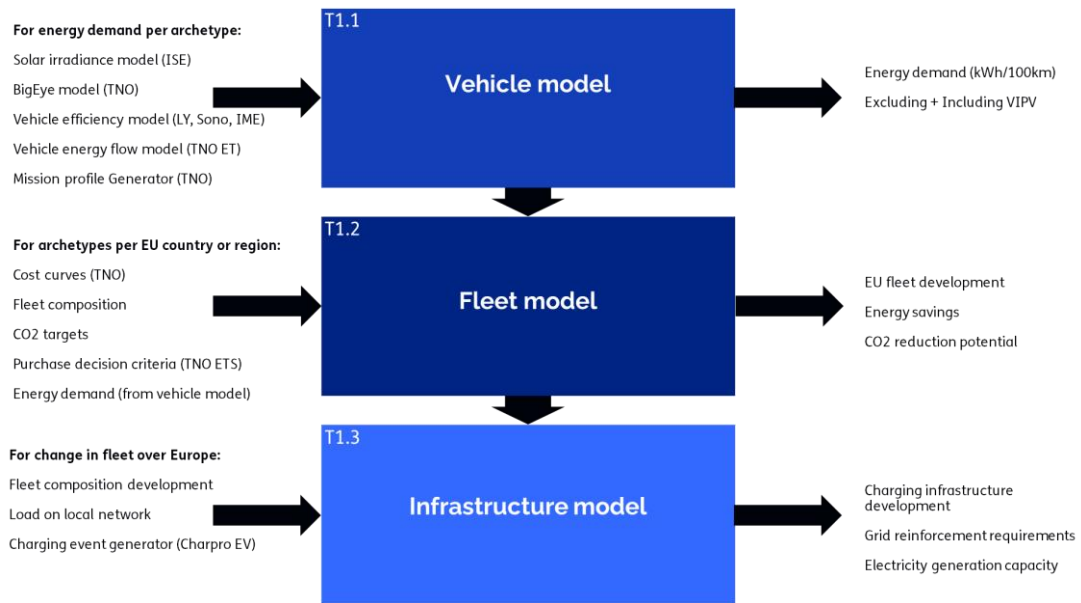 For energy demand per archetype:
Solar irradiance model (ISE)
BigEye model (TNO)
Vehicle efficiency model (LY, Sono, IME)
Vehicle energy flow model (TNO ET)
Mission profile Generator (TNO)
T1.1
Vehicle model
Energy demand (kWh/100km)
Excluding + Including VIPV
For archetypes per EU country or region:
Cost curves (TNO)
Fleet composition
CO2 targets
Purchase decision criteria (TNO ETS)
Energy demand (from vehicle model)
T1.2
Fleet model
EU fleet development
Energy savings
CO2 reduction potential
For change in fleet over Europe:
Fleet composition development
Load on local network
Charging event generator (Charpro EV)
T1.3
Infrastructure model
Charging infrastructure
development
Grid reinforcement requirements
Electricity generation capacity